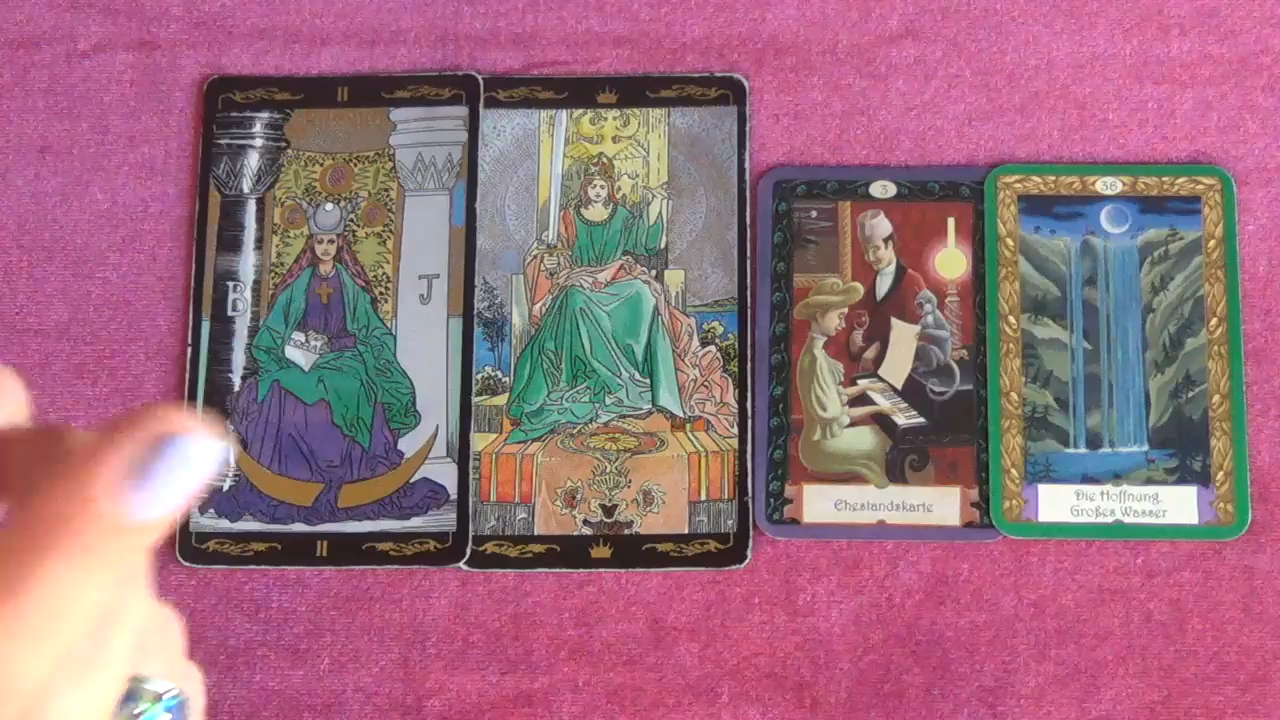 II
B
J
II
3
Ehestandskarte
36
Die Hoffnung,
Großes Wasser